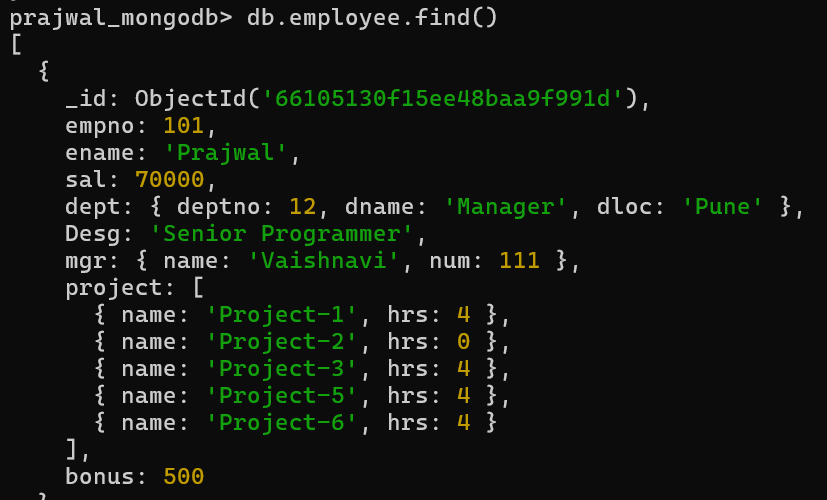 prajwal_mongodb> db.employee.find()
[
  {
    _id: ObjectId('66105130f15ee48baa9f991d'),
    empno: 101,
    ename: 'Prajwal',
    sal: 70000,
    dept: { deptno: 12, dname: 'Manager', dloc: 'Pune' },
    Desg: 'Senior Programmer',
    mgr: { name: 'Vaishnavi', num: 111 },
    project: [
      { name: 'Project-1', hrs: 4 },
      { name: 'Project-2', hrs: 0 },
      { name: 'Project-3', hrs: 4 },
      { name: 'Project-5', hrs: 4 },
      { name: 'Project-6', hrs: 4 }
    ],
    bonus: 500